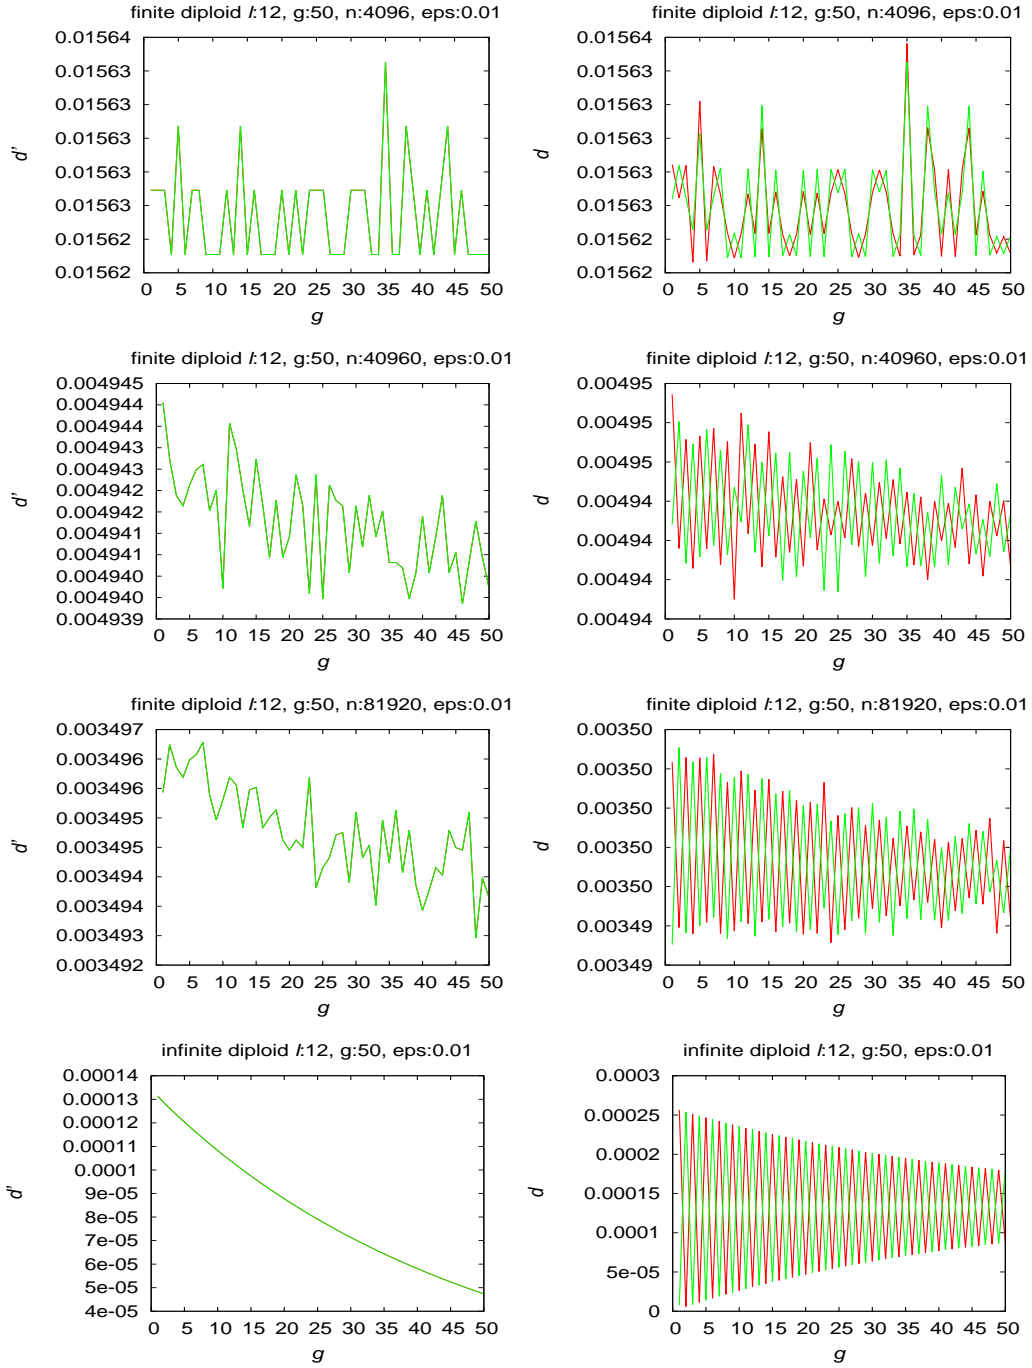 finite diploid l:12, g:50, n:4096, eps:0.01
0.01564
0.01563
0.01563
0.01563
0.01563
0.01563
0.01562
0.01562
d'
0 5 10 15 20 25 30 35 40 45 50
g
finite diploid l:12, g:50, n:4096, eps:0.01
0.01564
0.01563
0.01563
0.01563
0.01563
0.01563
0.01562
0.01562
d
0 5 10 15 20 25 30 35 40 45 50
g
finite diploid l:12, g:50, n:40960, eps:0.01
0.004945
0.004944
0.004944
0.004943
0.004943
0.004942
0.004942
0.004941
0.004941
0.004940
0.004940
0.004939
d'
0 5 10 15 20 25 30 35 40 45 50
g
finite diploid l:12, g:50, n:40960, eps:0.01
0.00495
0.00495
0.00495
0.00494
0.00494
0.00494
0.00494
d
0 5 10 15 20 25 30 35 40 45 50
g
finite diploid l:12, g:50, n:81920, eps:0.01
0.003497
0.003496
0.003496
0.003495
0.003495
0.003494
0.003494
0.003493
0.003492
d'
0 5 10 15 20 25 30 35 40 45 50
g
finite diploid l:12, g:50, n:81920, eps:0.01
0.00350
0.00350
0.00350
0.00350
0.00350
0.00349
0.00349
d
0 5 10 15 20 25 30 35 40 45 50
g
infinite diploid l:12, g:50, eps:0.01
0.00014
0.00013
0.00012
0.00011
0.0001
9e-05
8e-05
7e-05
6e-05
5e-05
4e-05
d'
0 5 10 15 20 25 30 35 40 45 50
g
infinite diploid l:12, g:50, eps:0.01
0.0003
0.00025
0.0002
0.00015
0.0001
5e-05
0
d
0 5 10 15 20 25 30 35 40 45 50
g